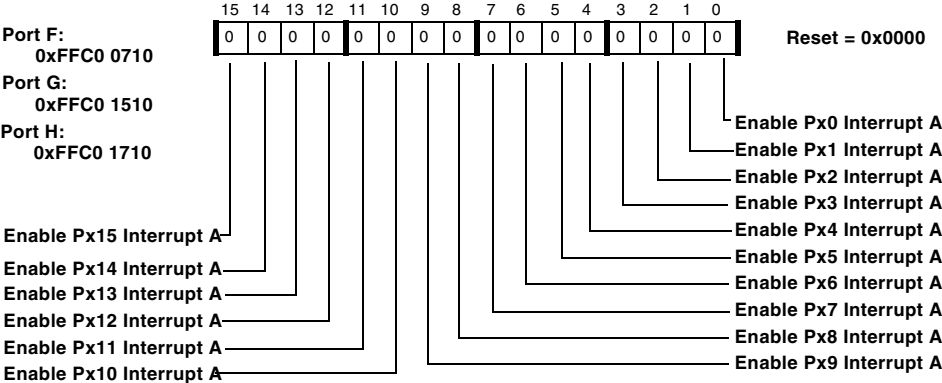 15 14 13 12 11 10 9 8 7 6 5 4 3 2 1 0
0 0 0 0 0 0 0 0 0 0 0 0 0 0 0 0
Reset = 0x0000
Port F:
0xFFC0 0710
Port G:
0xFFC0 1510
Port H:
0xFFC0 1710
Enable Px0 Interrupt A
Enable Px1 Interrupt A
Enable Px2 Interrupt A
Enable Px3 Interrupt A
Enable Px4 Interrupt A
Enable Px5 Interrupt A
Enable Px6 Interrupt A
Enable Px7 Interrupt A
Enable Px8 Interrupt A
Enable Px9 Interrupt A
Enable Px15 Interrupt A
Enable Px14 Interrupt A
Enable Px13 Interrupt A
Enable Px12 Interrupt A
Enable Px11 Interrupt A
Enable Px10 Interrupt A